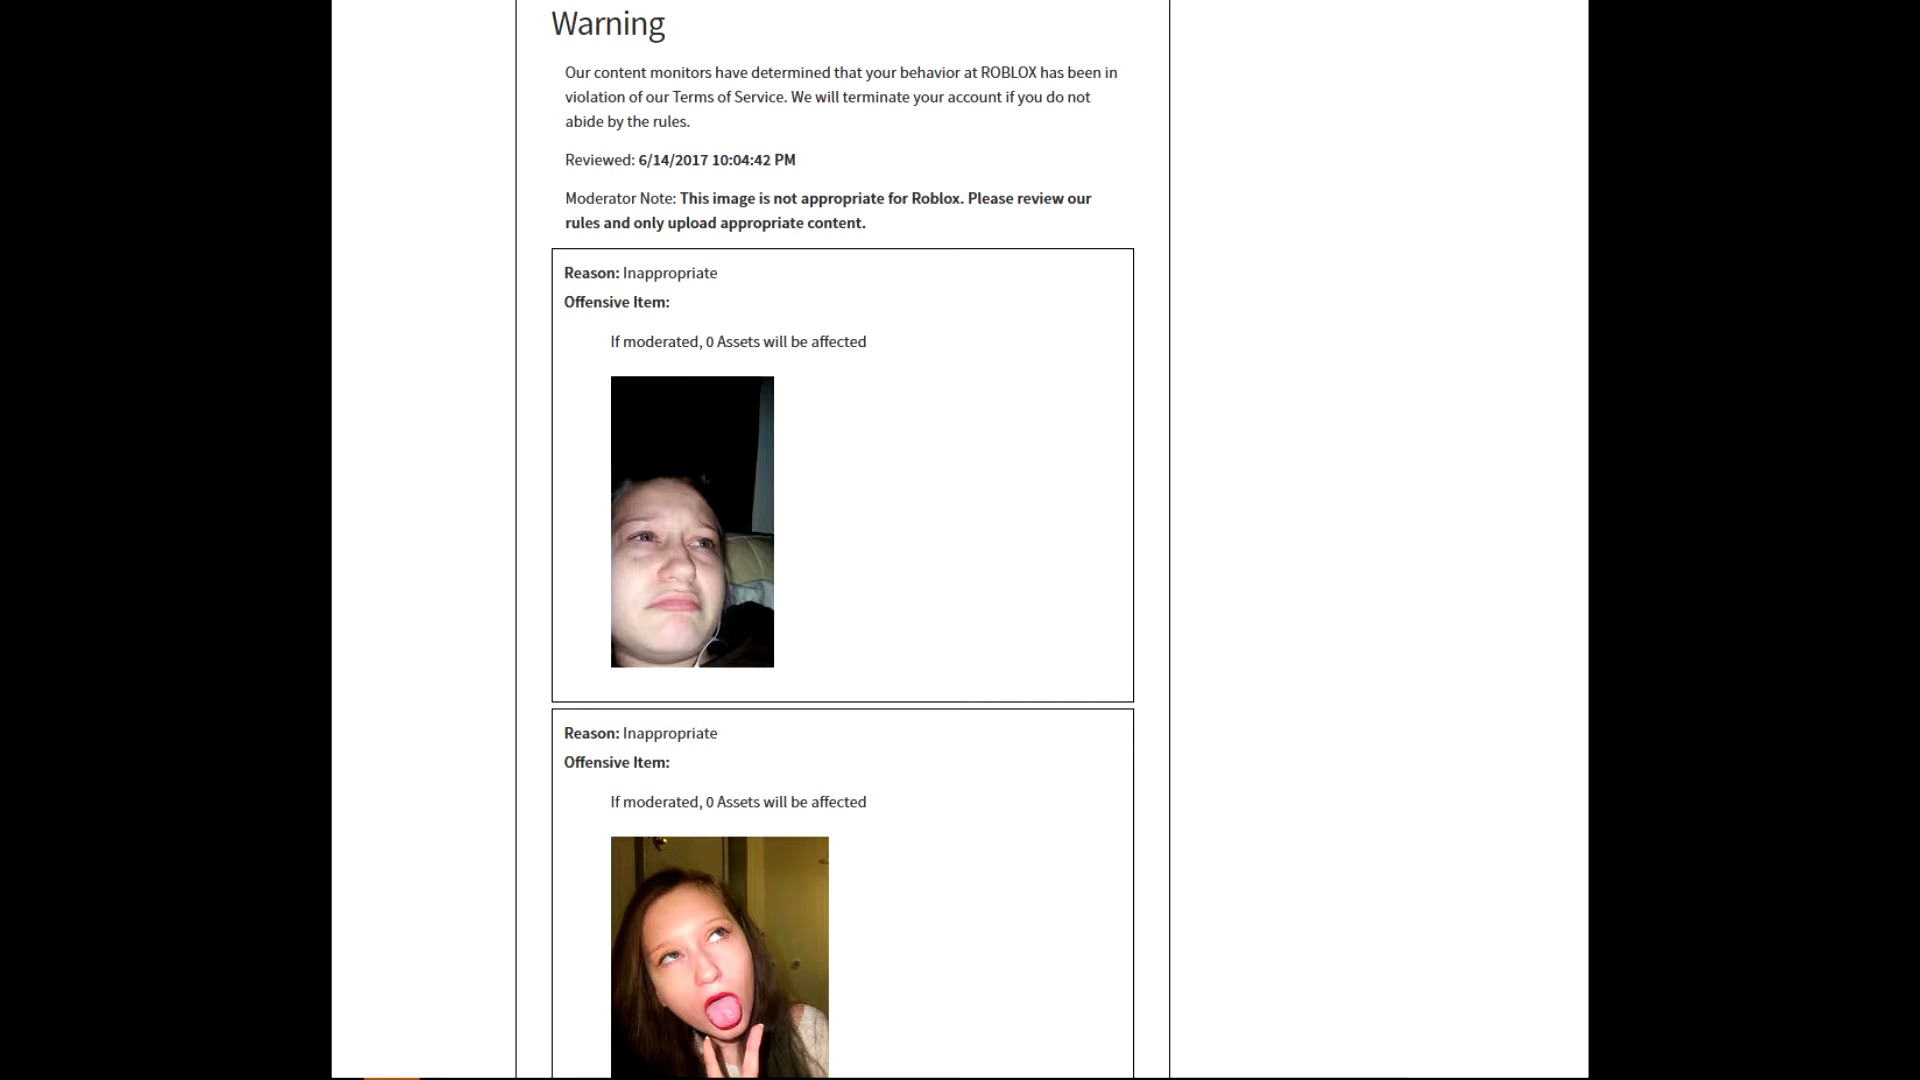 Warning
Our content monitors have determined that your behavior at ROBLOX has been in
violation of our Terms of Service. We will terminate your account if you do not
abide by the rules.
Reviewed: 6/14/2017 10:04:42 PM
Moderator Note: This image is not appropriate for Roblox. Please review our
rules and only upload appropriate content.
Reason: Inappropriate
Offensive Item:
If moderated, 0 Assets will be affected
Reason: Inappropriate
Offensive Item:
If moderated, 0 Assets will be affected